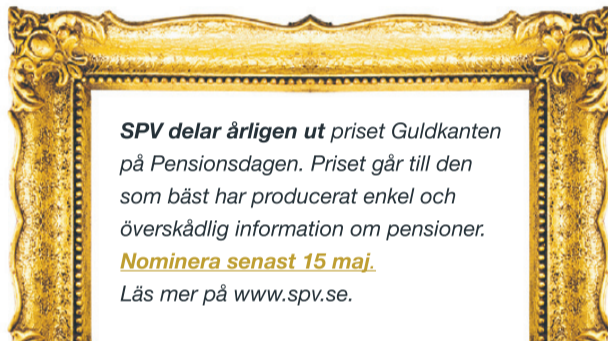 SPV delar årligen ut priset Guldkanten
på Pensionsdagen. Priset går till den
som bäst har producerat enkel och
överskådlig information om pensioner.
Nominera senast 15 maj.
Läs mer på www.spv.se.